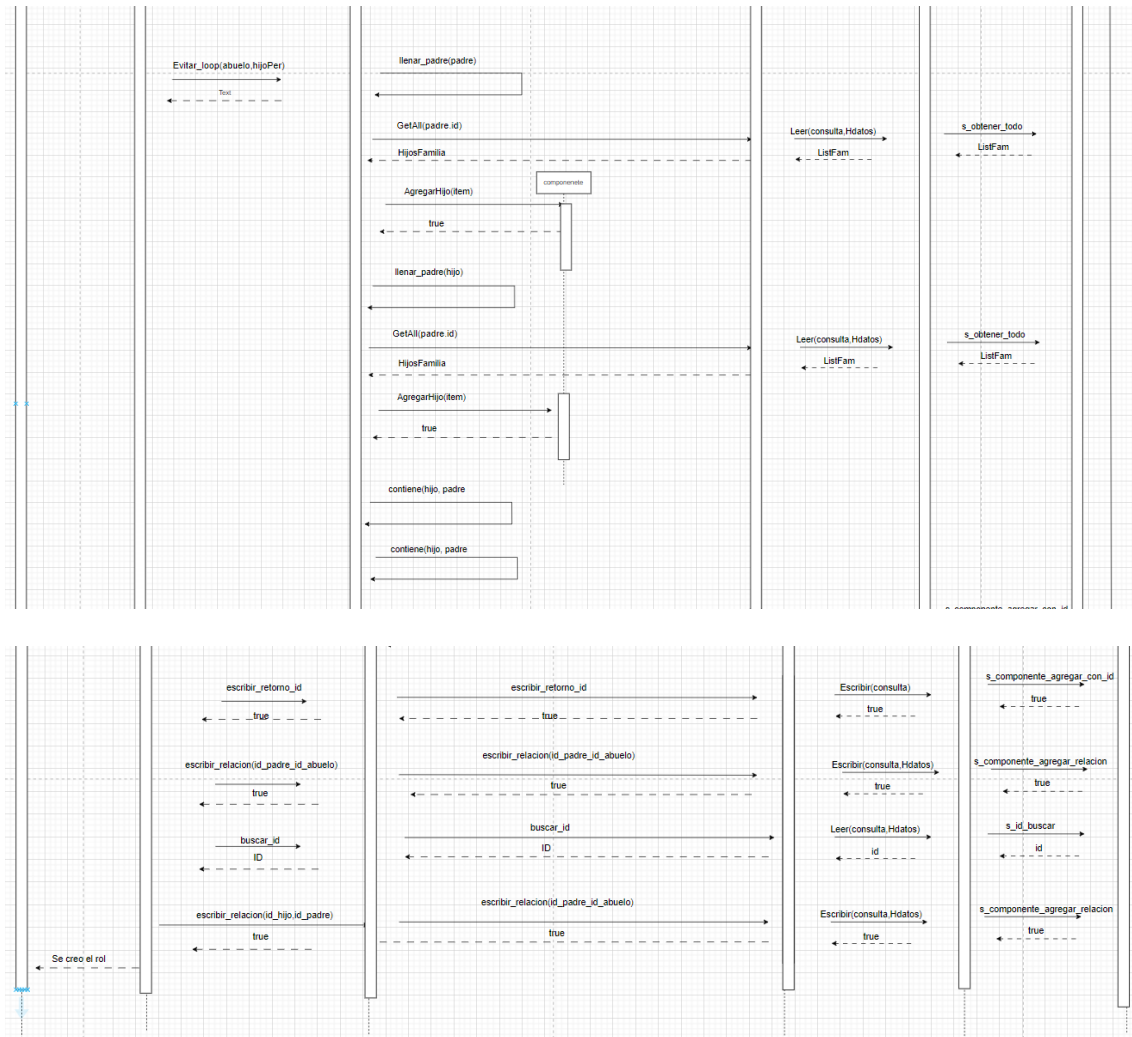 Evitar_loop(abuelo,hijoPer)
Text
llenar_padre(padre)
GetAll(padre.id)
HijosFamilia
Leer(consulta,Hdatos)
ListFam
s_obtener_todo
ListFam
componenete
AgregarHijo(item)
true
llenar_padre(hijo)
GetAll(padre.id)
HijosFamilia
Leer(consulta,Hdatos)
ListFam
s_obtener_todo
ListFam
AgregarHijo(item)
true
contiene(hijo, padre
contiene(hijo, padre
s_componente_agregar_con_id
escribir_retorno_id
true
escribir_retorno_id
true
Escribir(consulta)
true
s_componente_agregar_con_id
true
escribir_relacion(id_padre_id_abuelo)
true
escribir_relacion(id_padre_id_abuelo)
true
Escribir(consulta,Hdatos)
true
s_componente_agregar_relacion
true
buscar_id
ID
buscar_id
ID
Leer(consulta,Hdatos)
id
s_id_buscar
id
escribir_relacion(id_hijo,id_padre)
true
escribir_relacion(id_padre_id_abuelo)
true
Escribir(consulta,Hdatos)
true
s_componente_agregar_relacion
true
Se creo el rol